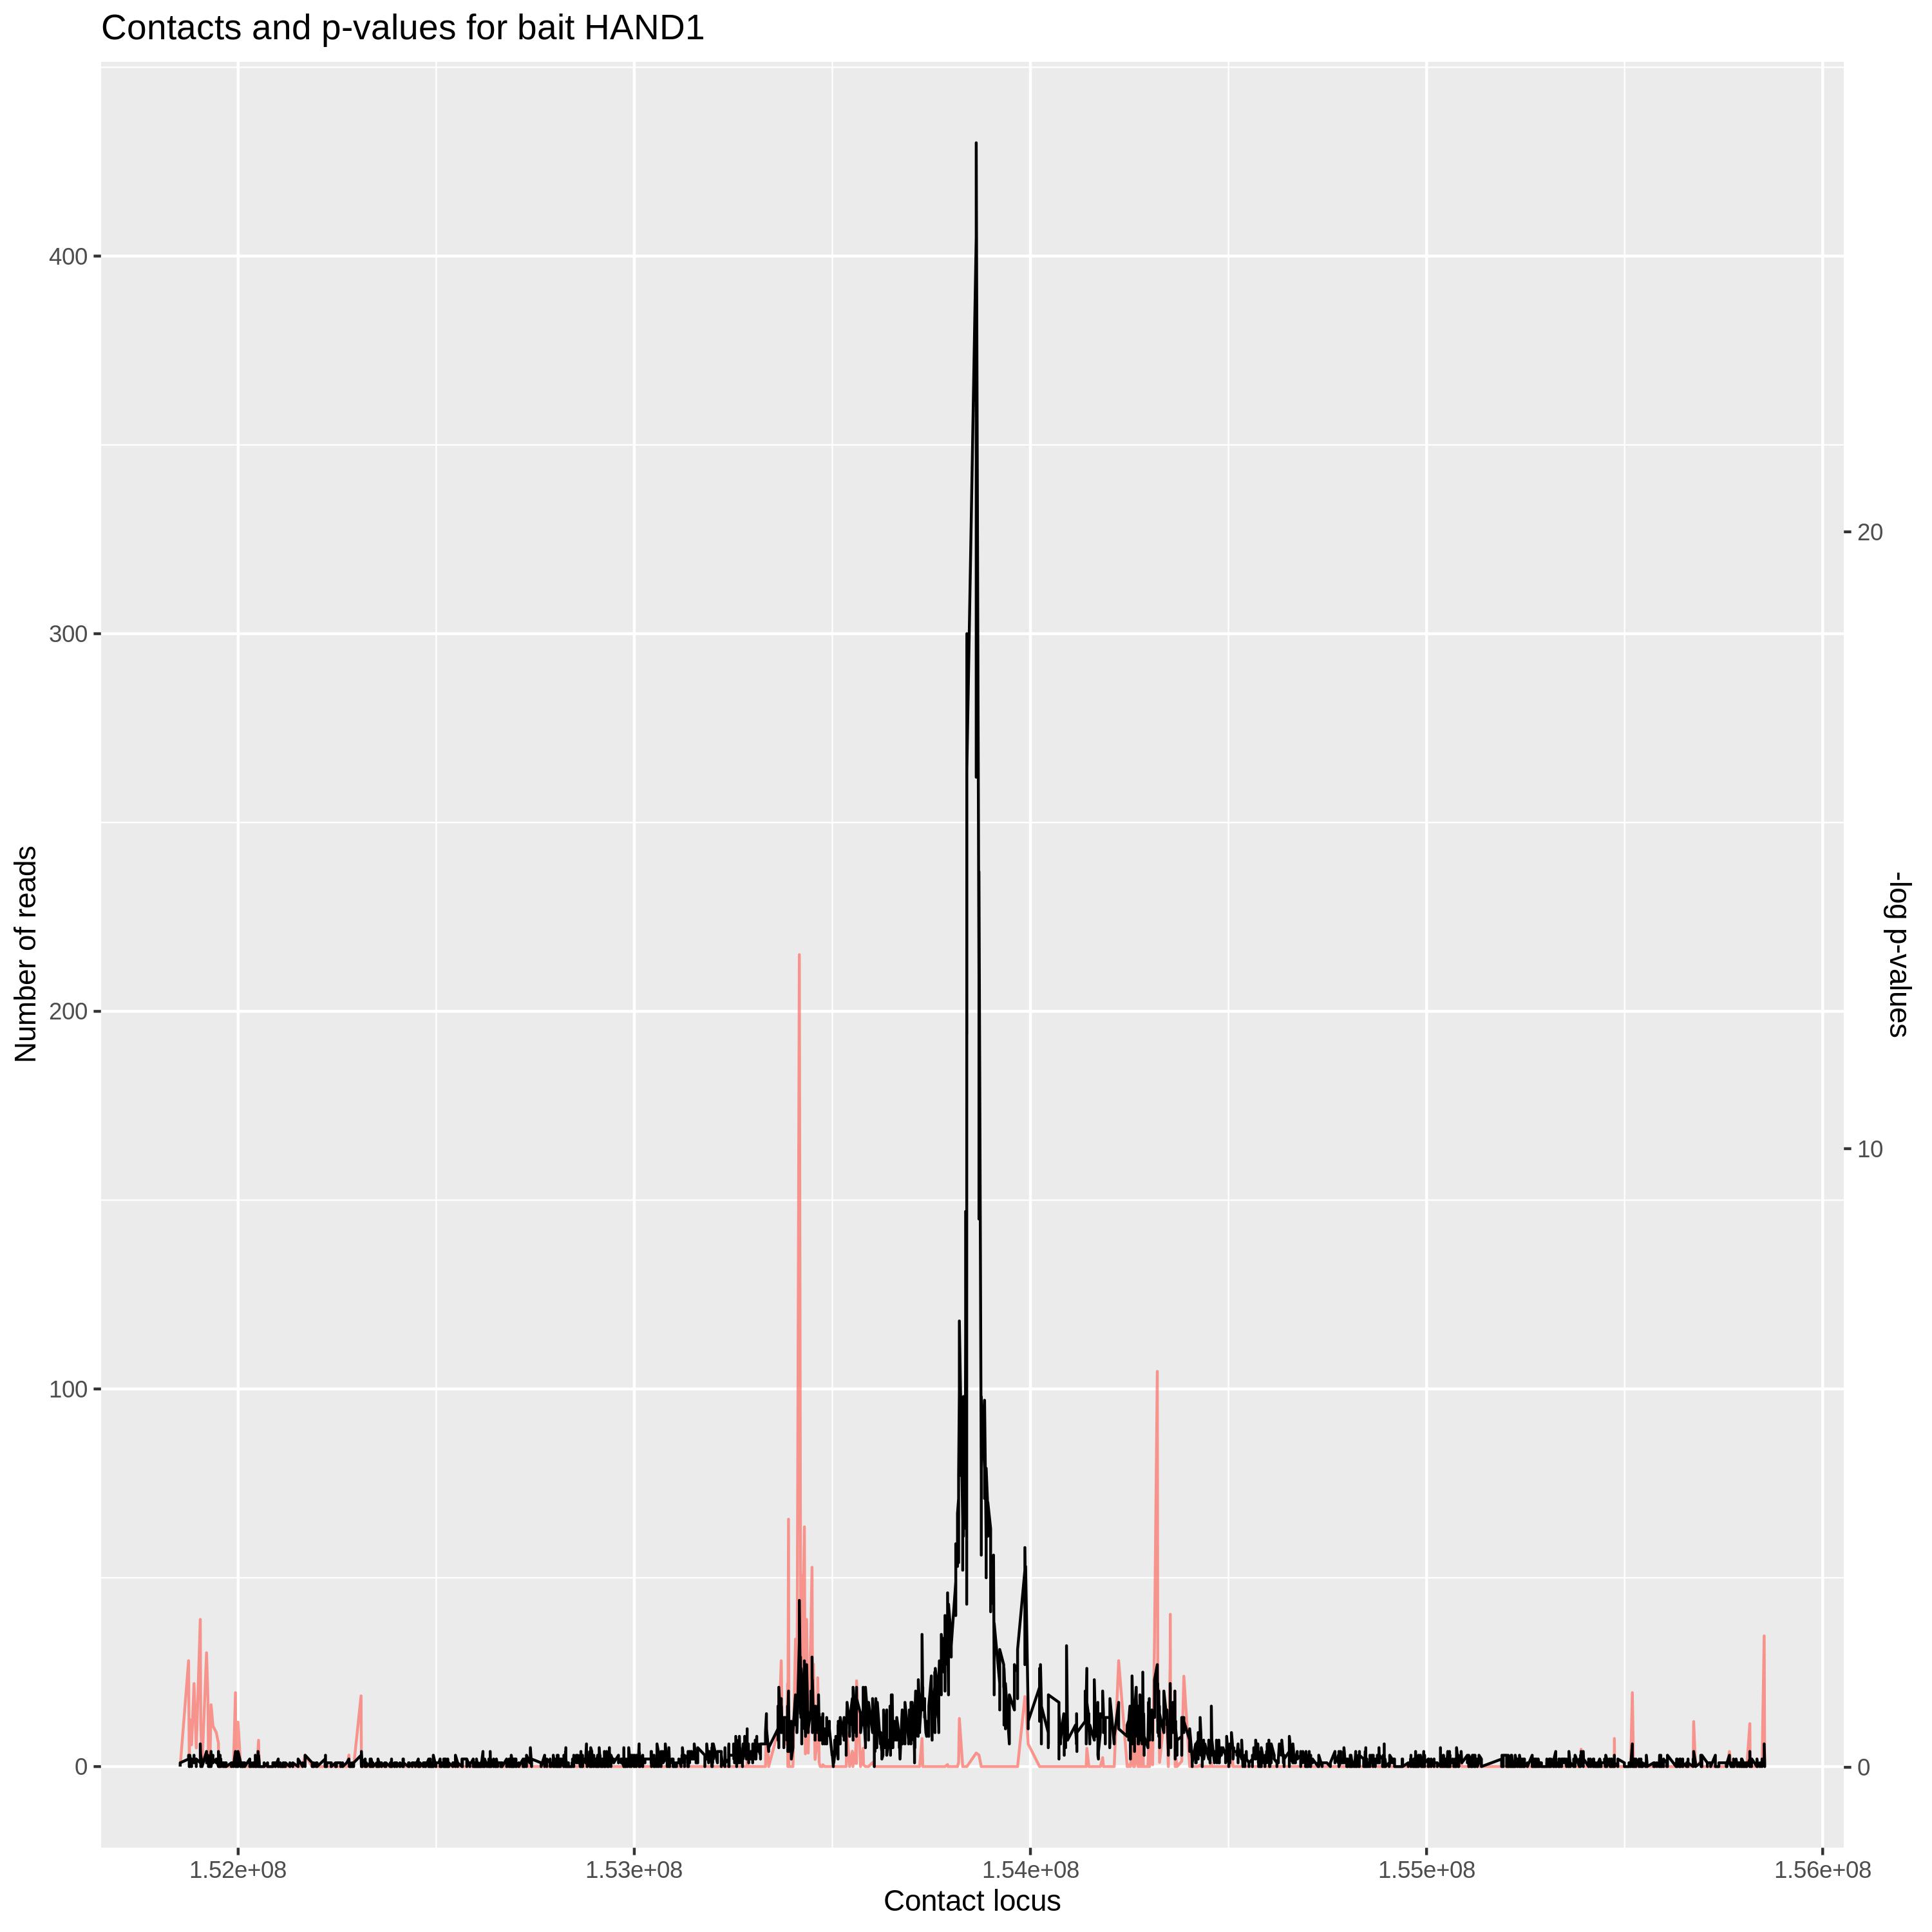 Contacts and p-values for bait HAND1
400
300
200
100
0
20
10
0
Number of reads
-log p-values
1.52e+08
1.53e+08
1.54e+08
1.55e+08
1.56e+08
Contact locus